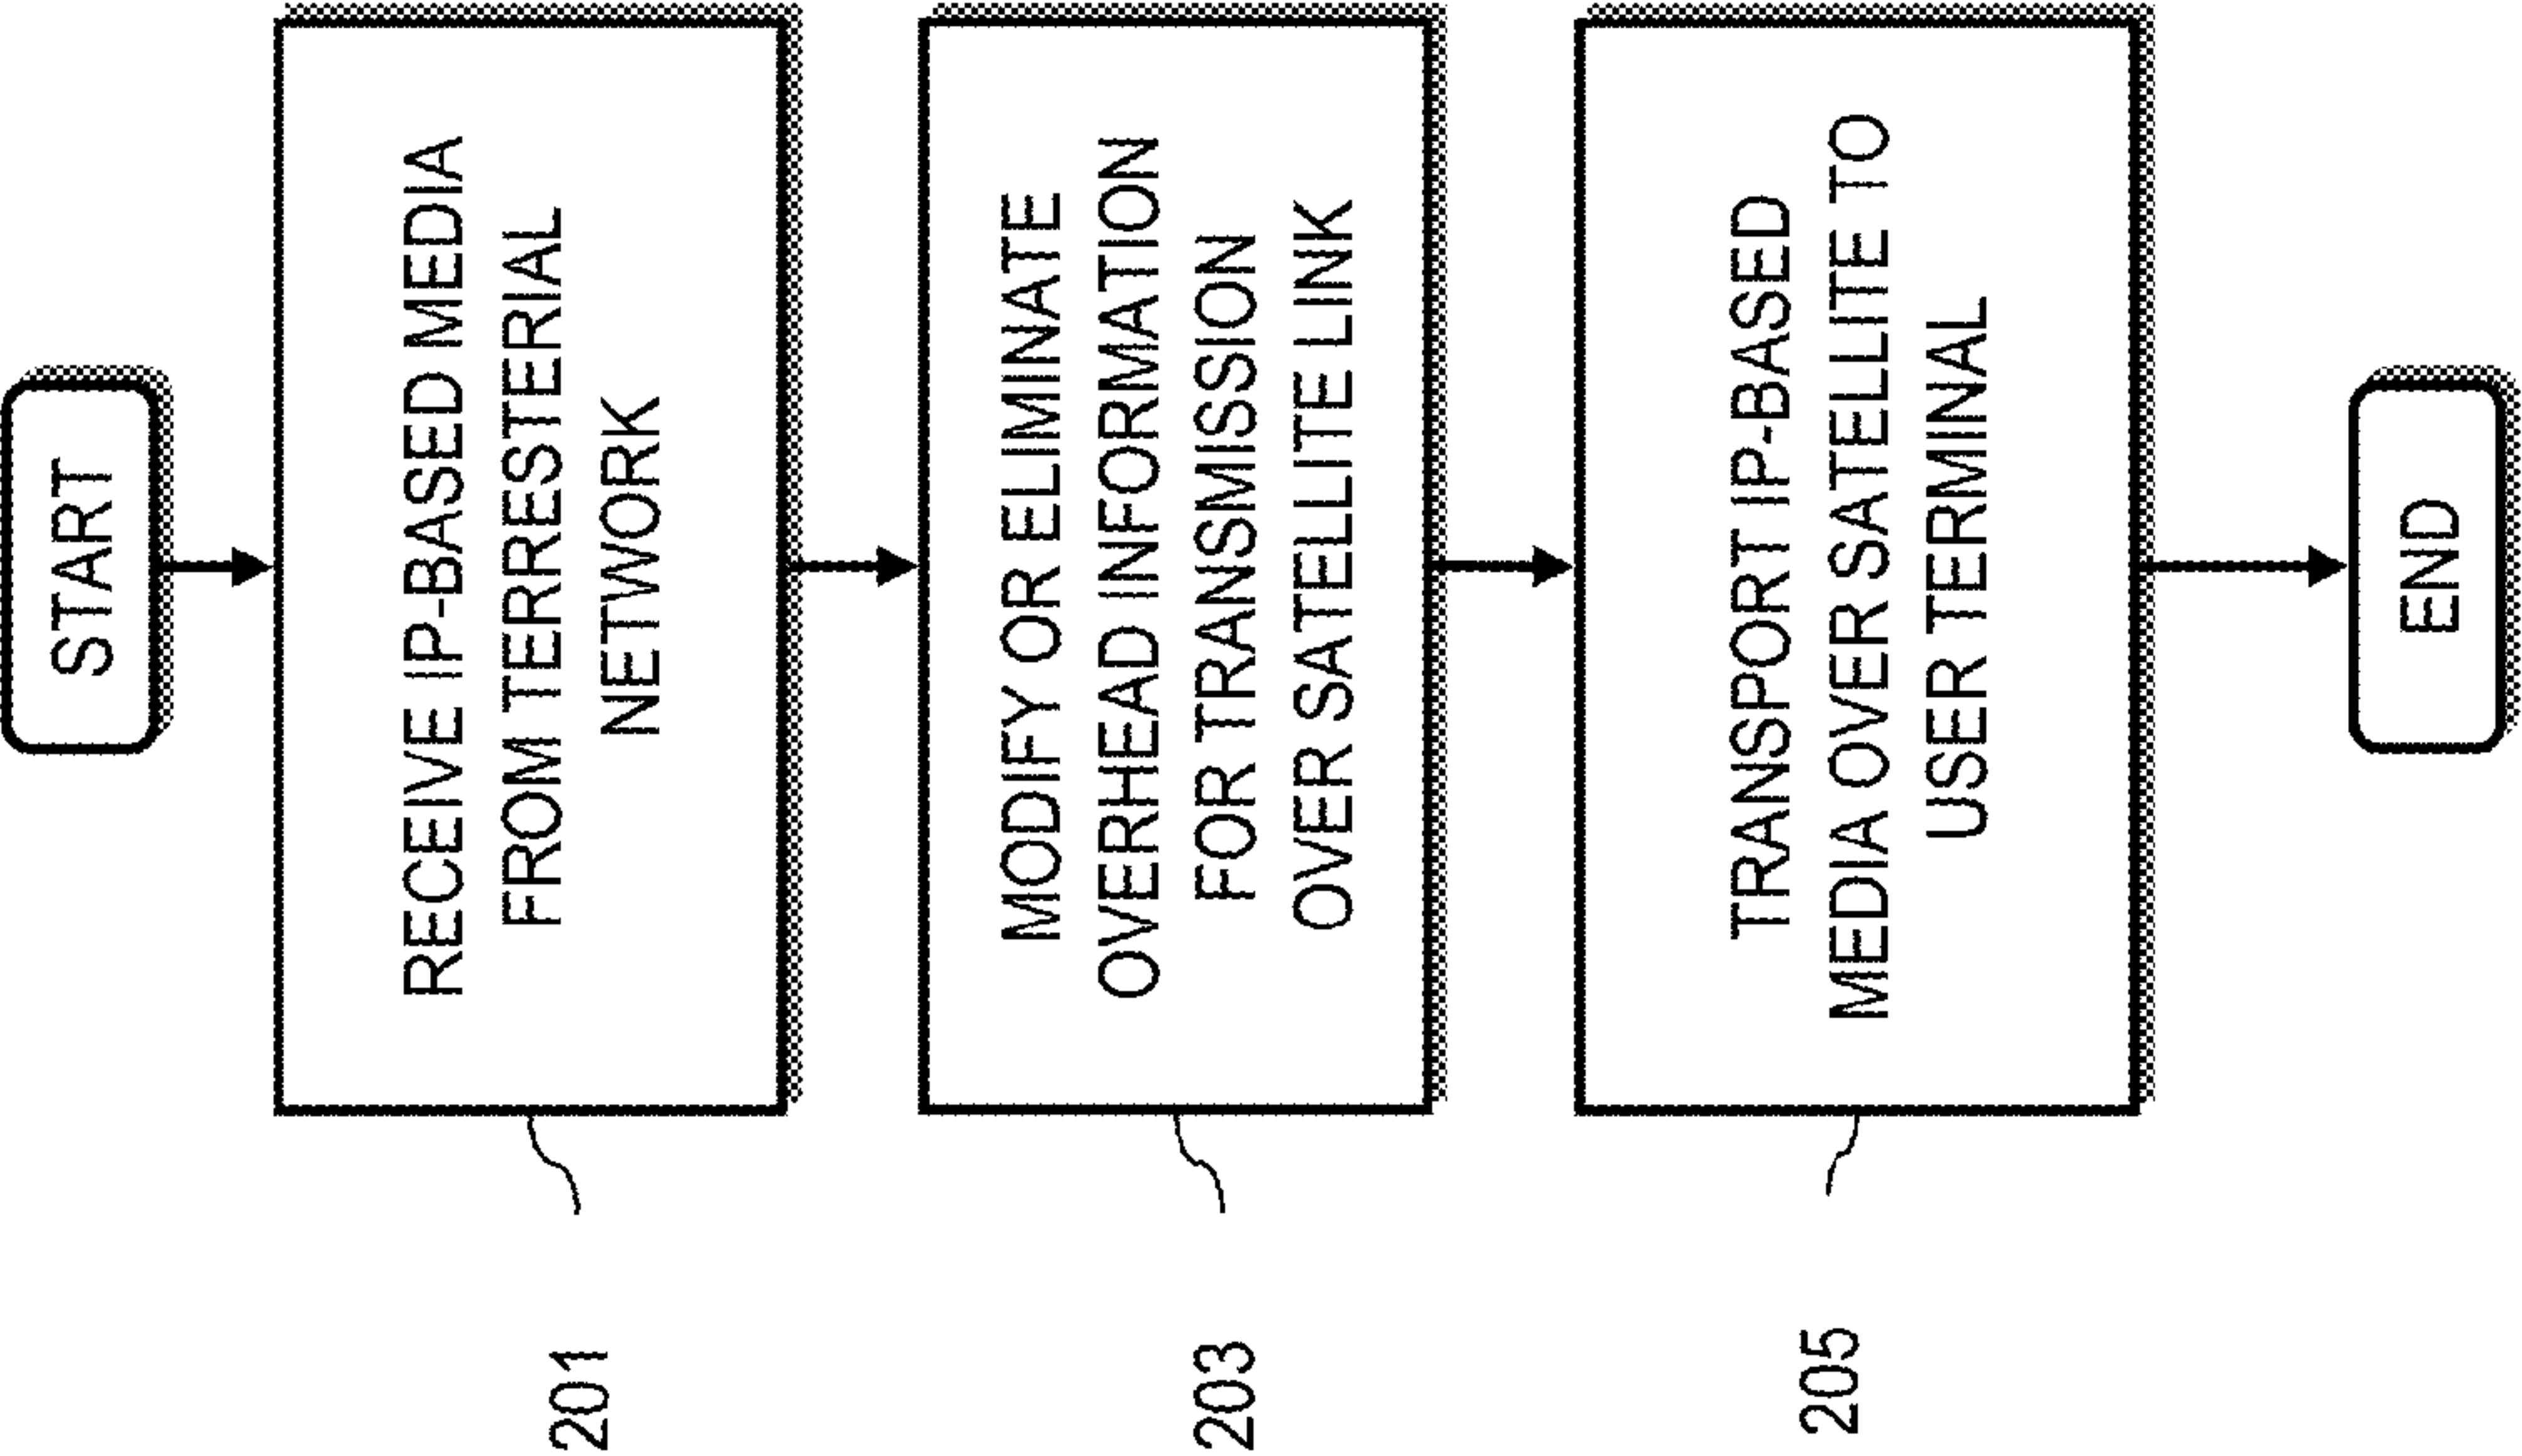 START
RECEIVE IP-BASED MEDIA
FROM TERRESTERIAL
NETWORK
201
MODIFY OR ELIMINATE
OVERHEAD INFORMATION
FOR TRANSMISSION
OVER SATELLITE LINK
203
TRANSPORT IP-BASED
MEDIA OVER SATELLITE TO
USER TERMINAL
205
END